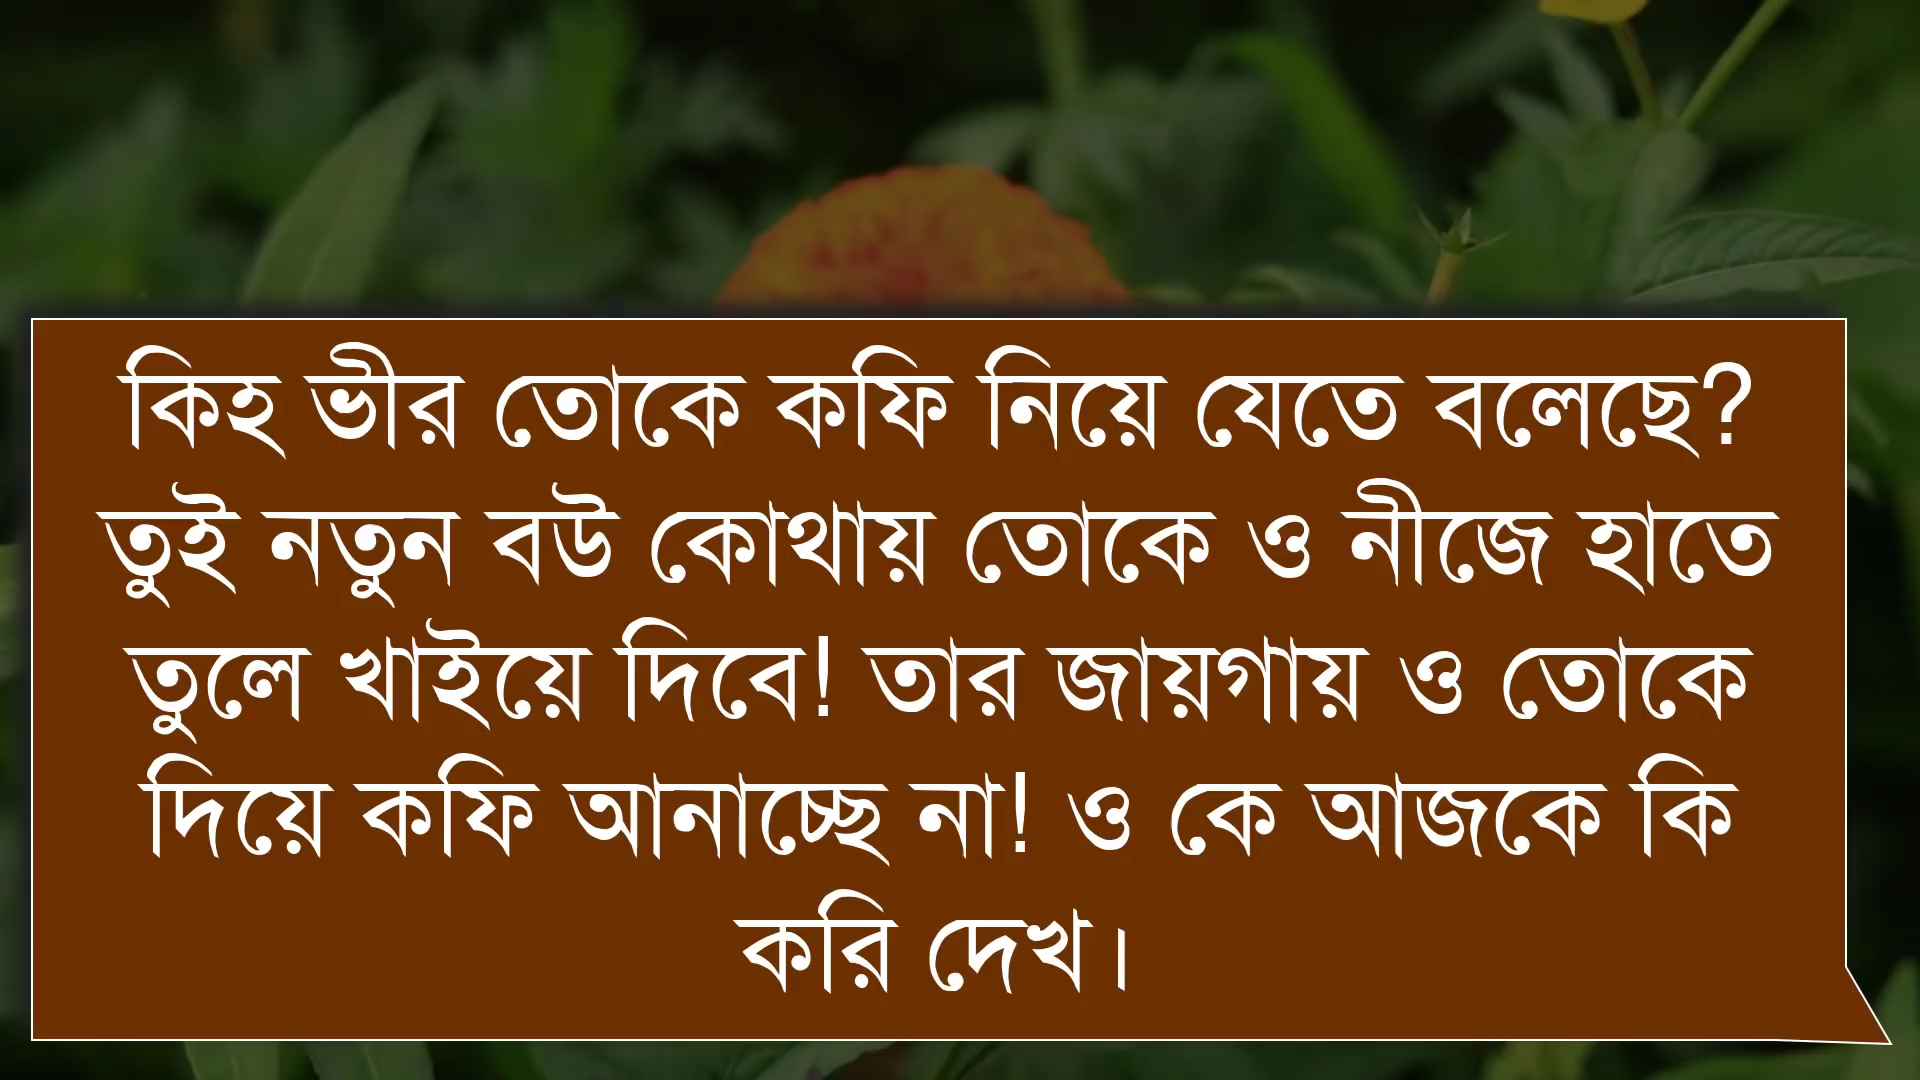 কিহ ভীর তোকে কফি নিয়ে যেতে বলেছে?
তুই নতুন বউ কোথায় তোকে ও নীজে হাতে
তুলে খাইয়ে দিবে! তার জায়গায় ও তোকে
দিয়ে কফি আনাচ্ছে না! ও কে আজকে কি
করি দেখ।